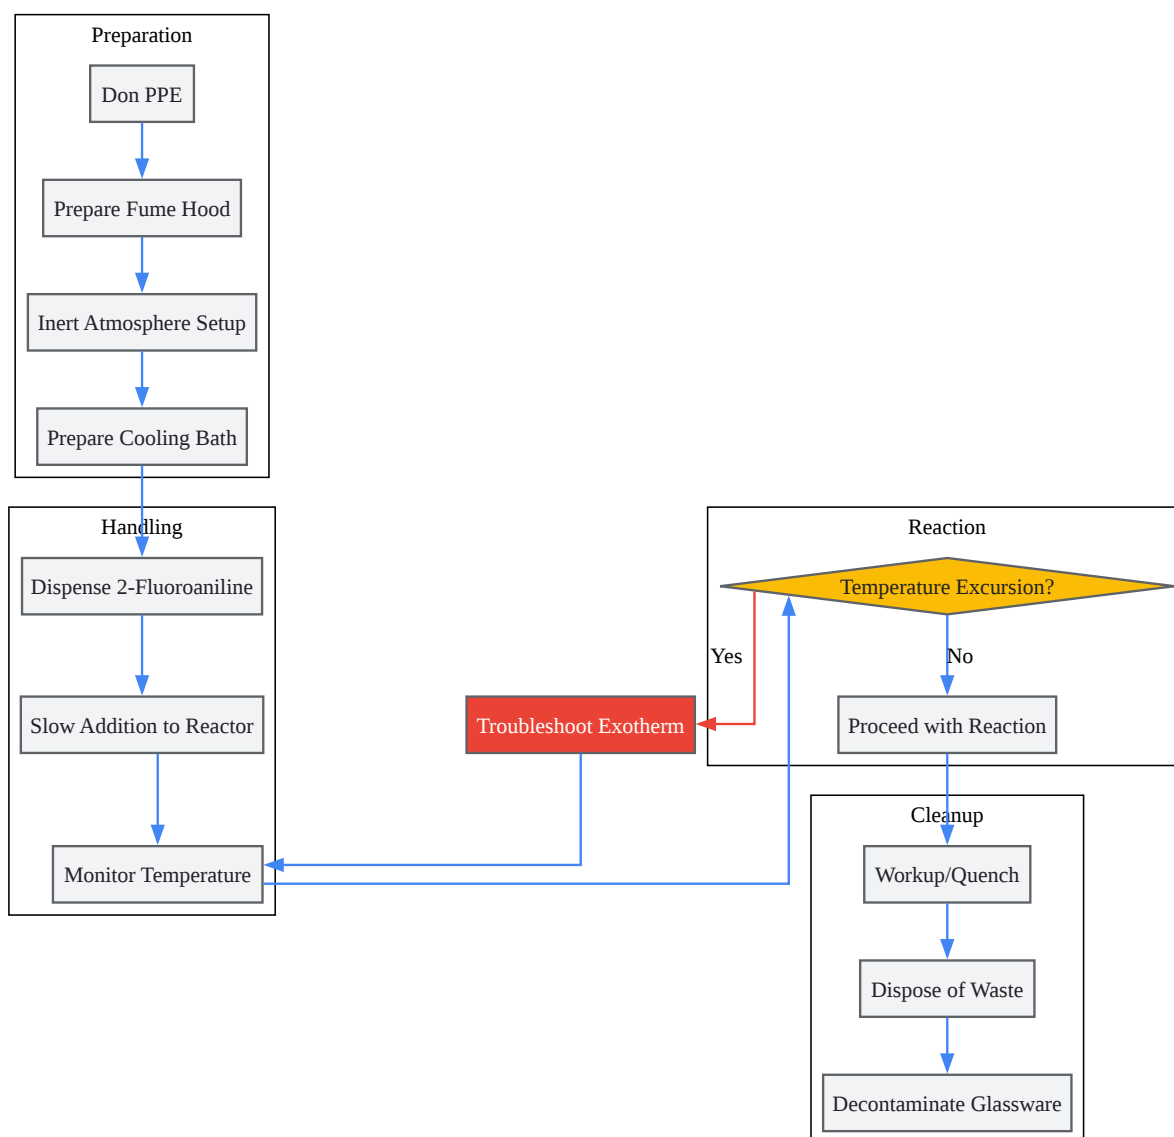 Preparation
Don PPE
Prepare Fume Hood
Inert Atmosphere Setup
Prepare Cooling Bath
Handling
Dispense 2-Fluoroaniline
Slow Addition to Reactor
Monitor Temperature
Reaction
Temperature Excursion?
Yes
No
Troubleshoot Exotherm
Proceed with Reaction
Cleanup
Workup/Quench
Dispose of Waste
Decontaminate Glassware